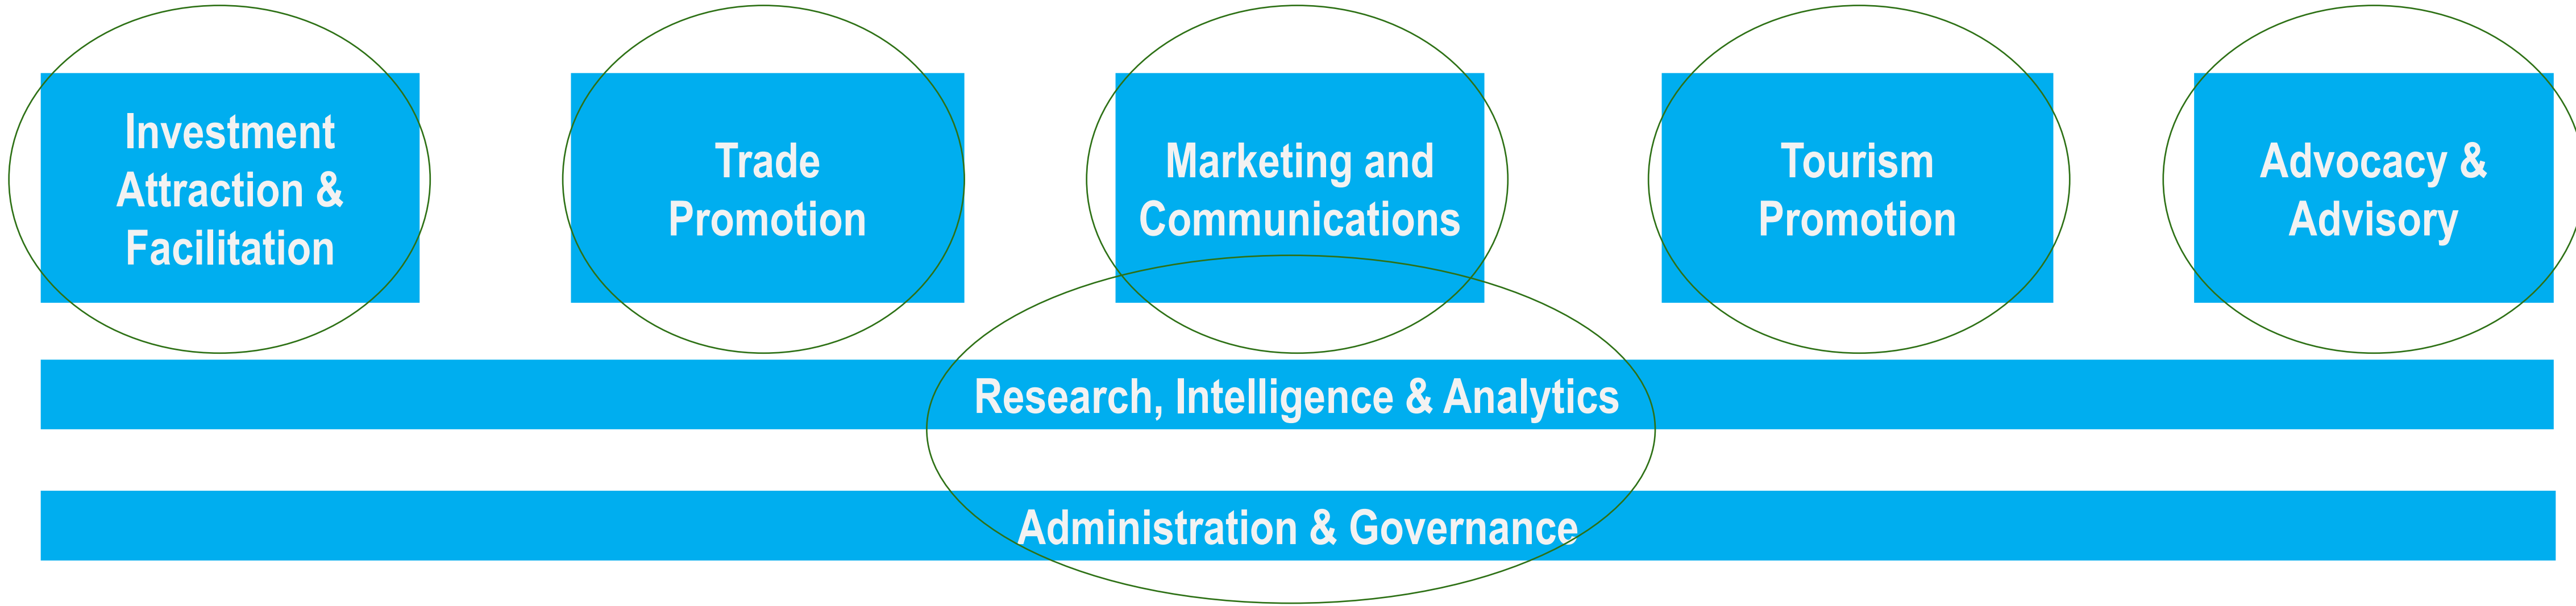 Investment
Attraction &
Facilitation
Trade
Promotion
Marketing and
Communications
Tourism
Promotion
Advocacy &
Advisory
Research, Intelligence & Analytics
Administration & Governance